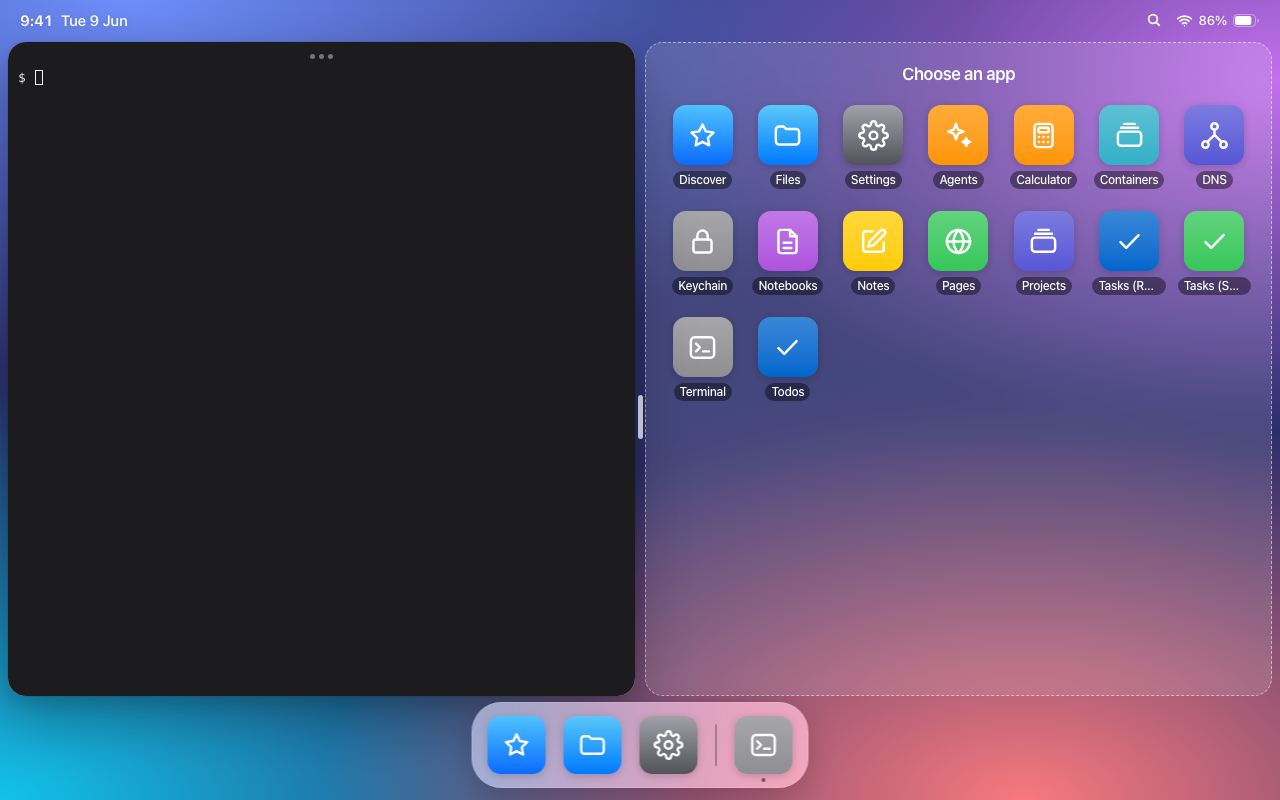 9:41 Tue 9 Jun
86%
$
Choose an app
Discover
Files
Settings
Agents
Calculator
Containers
DNS
Keychain
Notebooks
Notes
Pages
Projects
Tasks (R...
Tasks (S...
Terminal
Todos